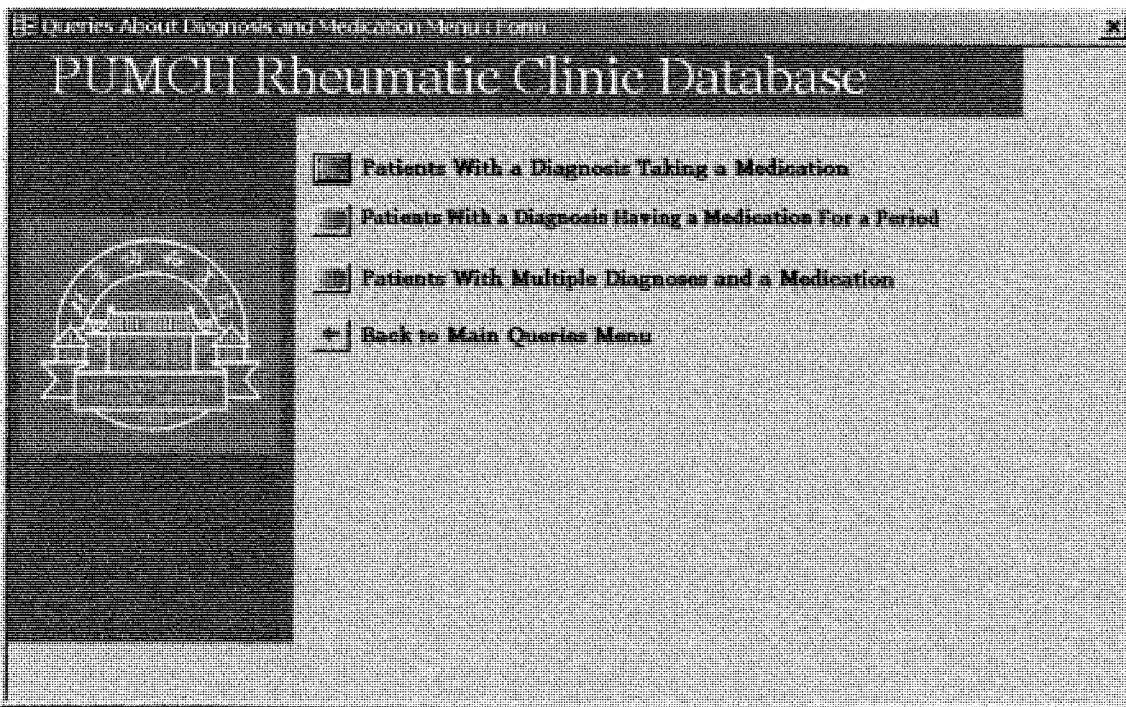 Queries About Diagnosis and Medication Menu : Form
PUMCH Rheumatic Clinic Database
Patients With a Diagnosis Taking a Medication
Patients With a Diagnosis Having a Medication For a Period
Patients With Multiple Diagnoses and a Medication
Back to Main Queries Menu